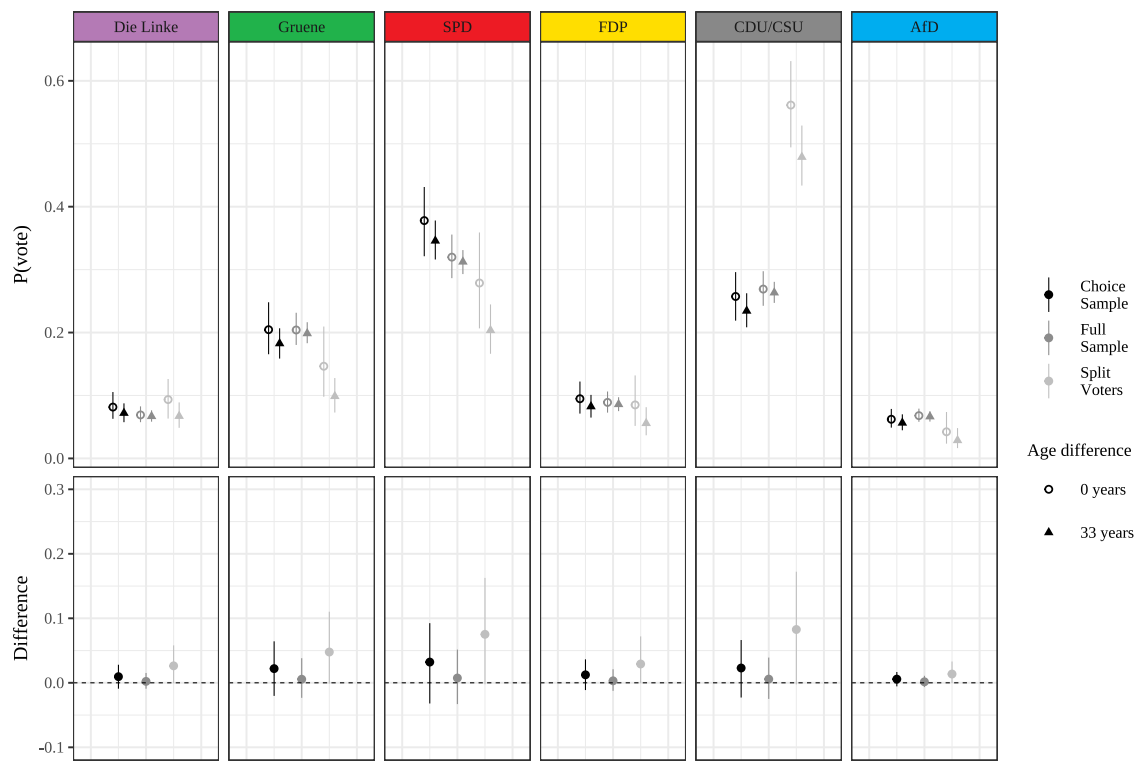 Die Linke Gruene SPD FDP CDU/CSU AfD
0.6
0.4
0.2
0.0
P(vote)
0.3
0.2
0.1
0.0
-0.1
Difference
Choice
Sample
Full
Sample
Split
Voters
Age difference
0 years
33 years